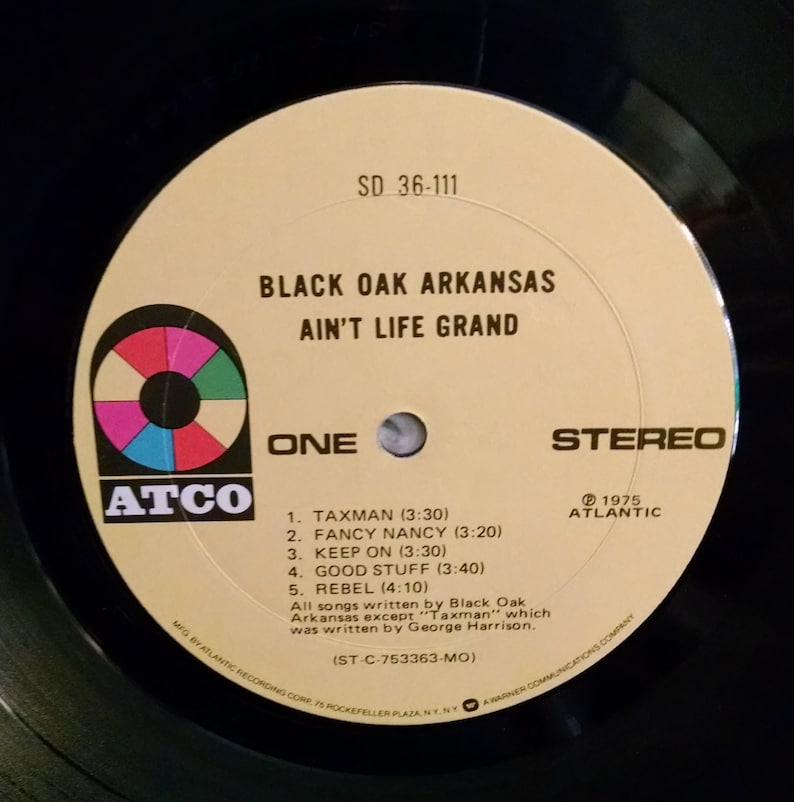 SD 36-111
BLACK OAK ARKANSAS
AIN'T LIFE GRAND
ONE
STEREO
ATCO
℗ 1975
ATLANTIC
1. TAXMAN (3:30)
2. FANCY NANCY (3:20)
3. KEEP ON (3:30)
4. GOOD STUFF (3:40)
5. REBEL (4:10)
All songs written by Black Oak
Arkansas except "Taxman" which
was written by George Harrison.
(ST-C-753363-MO)
MFG. BY ATLANTIC RECORDING CORP., 75 ROCKEFELLER PLAZA, N.Y., N.Y. A WARNER COMMUNICATIONS COMPANY